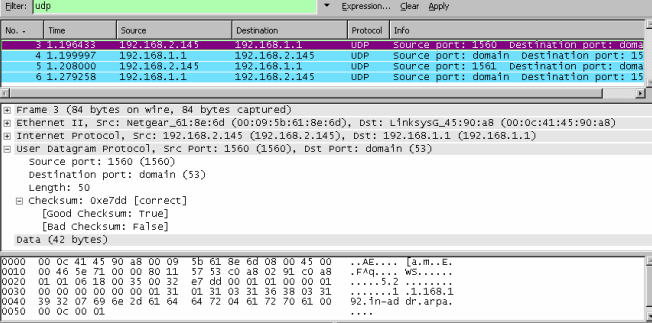 Filter: udp Expression... Clear Apply
No. - Time Source Destination Protocol Info
3 1.196433 192.168.2.145 192.168.1.1 UDP Source port: 1560 Destination port: doma
4 1.199997 192.168.1.1 192.168.2.145 UDP Source port: domain Destination port: 15
5 1.208000 192.168.2.145 192.168.1.1 UDP Source port: 1561 Destination port: doma
6 1.279258 192.168.1.1 192.168.2.145 UDP Source port: domain Destination port: 15
Frame 3 (84 bytes on wire, 84 bytes captured)
Ethernet II, Src: Netgear_61:8e:6d (00:09:5b:61:8e:6d), Dst: LinksysG_45:90:a8 (00:0c:41:45:90:a8)
Internet Protocol, Src: 192.168.2.145 (192.168.2.145), Dst: 192.168.1.1 (192.168.1.1)
User Datagram Protocol, Src Port: 1560 (1560), Dst Port: domain (53)
Source port: 1560 (1560)
Destination port: domain (53)
Length: 50
Checksum: 0xe7dd [correct]
[Good Checksum: True]
[Bad Checksum: False]
Data (42 bytes)
0000 00 0c 41 45 90 a8 00 09 5b 61 8e 6d 08 00 45 00 ..AE.... [a.m..E.
0010 00 46 5e 71 00 00 80 11 57 53 c0 a8 02 91 c0 a8 .F^q.... WS......
0020 01 01 06 18 00 35 00 32 e7 dd 00 01 01 00 00 01 .....5.2 ........
0030 00 00 00 00 00 00 01 31 01 31 03 31 36 38 03 31 .......1 .1.168.1
0040 39 32 07 69 6e 2d 61 64 64 72 04 61 72 70 61 00 92.in-ad dr.arpa.
0050 00 0c 00 01 ....